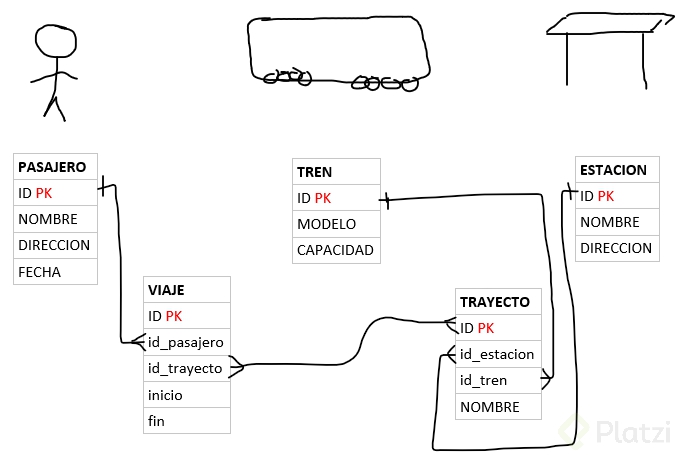 PASAJERO
ID PK
NOMBRE
DIRECCION
FECHA
TREN
ID PK
MODELO
CAPACIDAD
ESTACION
ID PK
NOMBRE
DIRECCION
VIAJE
ID PK
id_pasajero
id_trayecto
inicio
fin
TRAYECTO
ID PK
id_estacion
id_tren
NOMBRE
Platzi